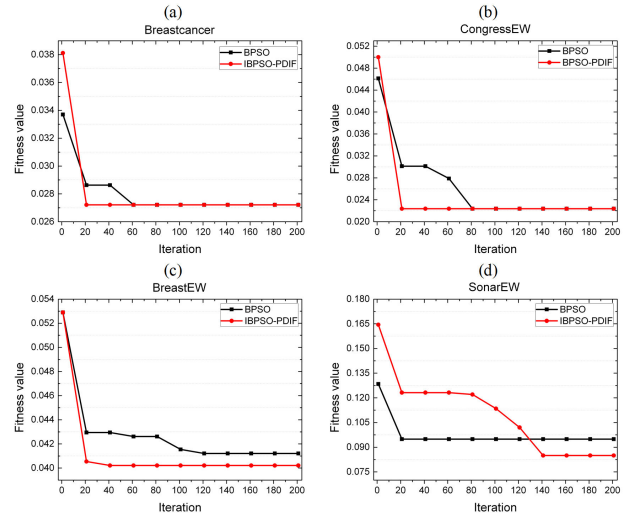 (a)
Breastcancer
0.038
0.036
0.034
0.032
0.030
0.028
0.026
Fitness value
BPSO
IBPSO-PDIF
0 20 40 60 80 100 120 140 160 180 200
Iteration
(b)
CongressEW
0.052
0.048
0.044
0.040
0.036
0.032
0.028
0.024
0.020
Fitness value
BPSO
BPSO-PDIF
0 20 40 60 80 100 120 140 160 180 200
Iteration
(c)
BreastEW
0.054
0.052
0.050
0.048
0.046
0.044
0.042
0.040
Fitness value
BPSO
IBPSO-PDIF
0 20 40 60 80 100 120 140 160 180 200
Iteration
(d)
SonarEW
0.180
0.165
0.150
0.135
0.120
0.105
0.090
0.075
Fitness value
BPSO
IBPSO-PDIF
0 20 40 60 80 100 120 140 160 180 200
Iteration